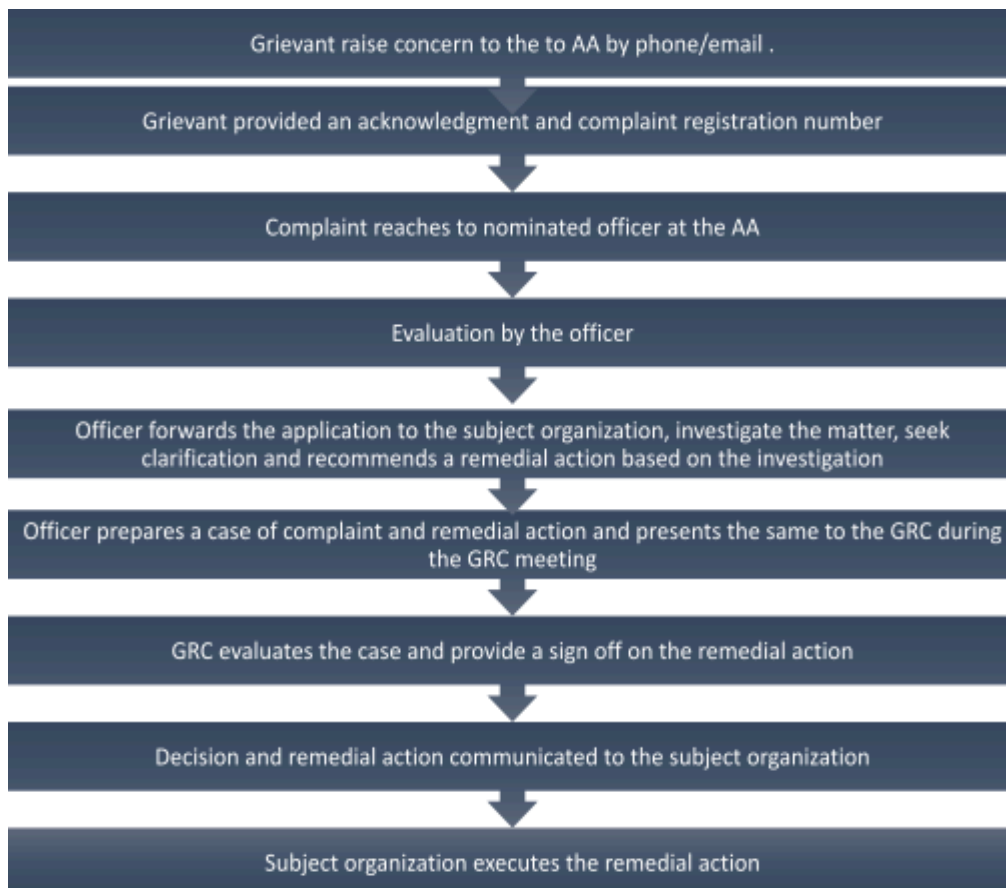 Grievant raise concern to the to AA by phone/email .
Grievant provided an acknowledgment and complaint registration number
Complaint reaches to nominated officer at the AA
Evaluation by the officer
Officer forwards the application to the subject organization, investigate the matter, seek
clarification and recommends a remedial action based on the investigation
Officer prepares a case of complaint and remedial action and presents the same to the GRC during
the GRC meeting
GRC evaluates the case and provide a sign off on the remedial action
Decision and remedial action communicated to the subject organization
Subject organization executes the remedial action